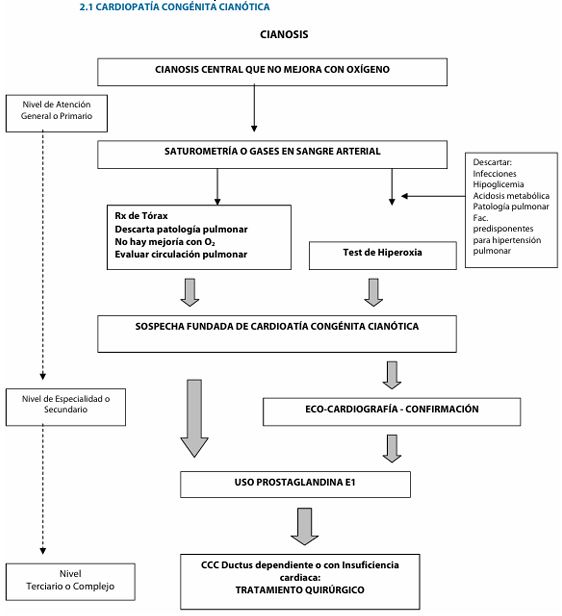 2.1 CARDIOPATÍA CONGÉNITA CIANÓTICA
CIANOSIS
CIANOSIS CENTRAL QUE NO MEJORA CON OXÍGENO
Nivel de Atención
General o Primario
SATUROMETRÍA O GASES EN SANGRE ARTERIAL
Descartar:
Infecciones
Hipoglicemia
Acidosis metabólica
Patología pulmonar
Fac.
predisponentes
para hipertensión
pulmonar
Rx de Tórax
Descarta patología pulmonar
No hay mejoría con O₂
Evaluar circulación pulmonar
Test de Hiperoxia
SOSPECHA FUNDADA DE CARDIOATÍA CONGÉNITA CIANÓTICA
Nivel de Especialidad o
Secundario
ECO-CARDIOGRAFÍA - CONFIRMACIÓN
USO PROSTAGLANDINA E1
Nivel
Terciario o Complejo
CCC Ductus dependiente o con Insuficiencia
cardiaca:
TRATAMIENTO QUIRÚRGICO